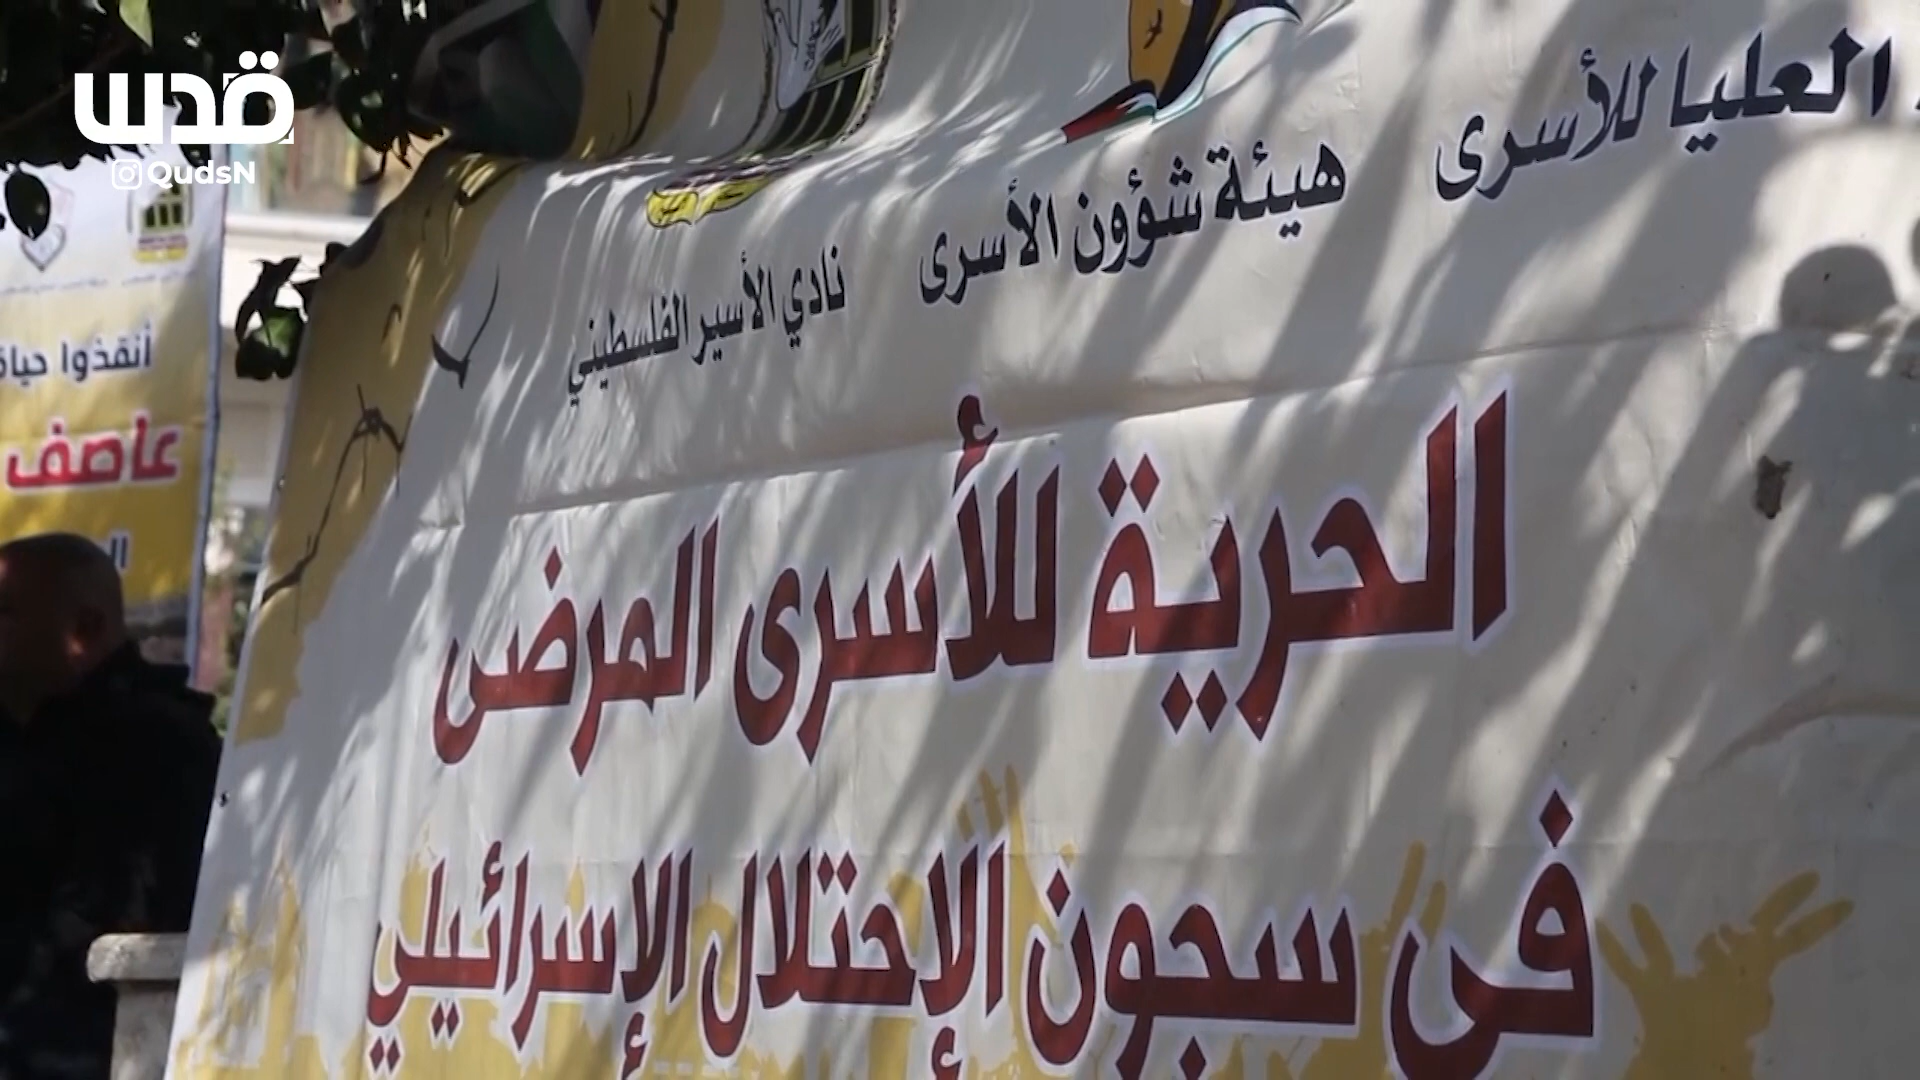 قدس
QudsN
العليا للأسرى
هيئة شؤون الأسرى
نادي الأسير الفلسطيني
الحرية للأسرى المرضى
في سجون الإحتلال الإسرائيلي
أنقذوا حياة
عاصف